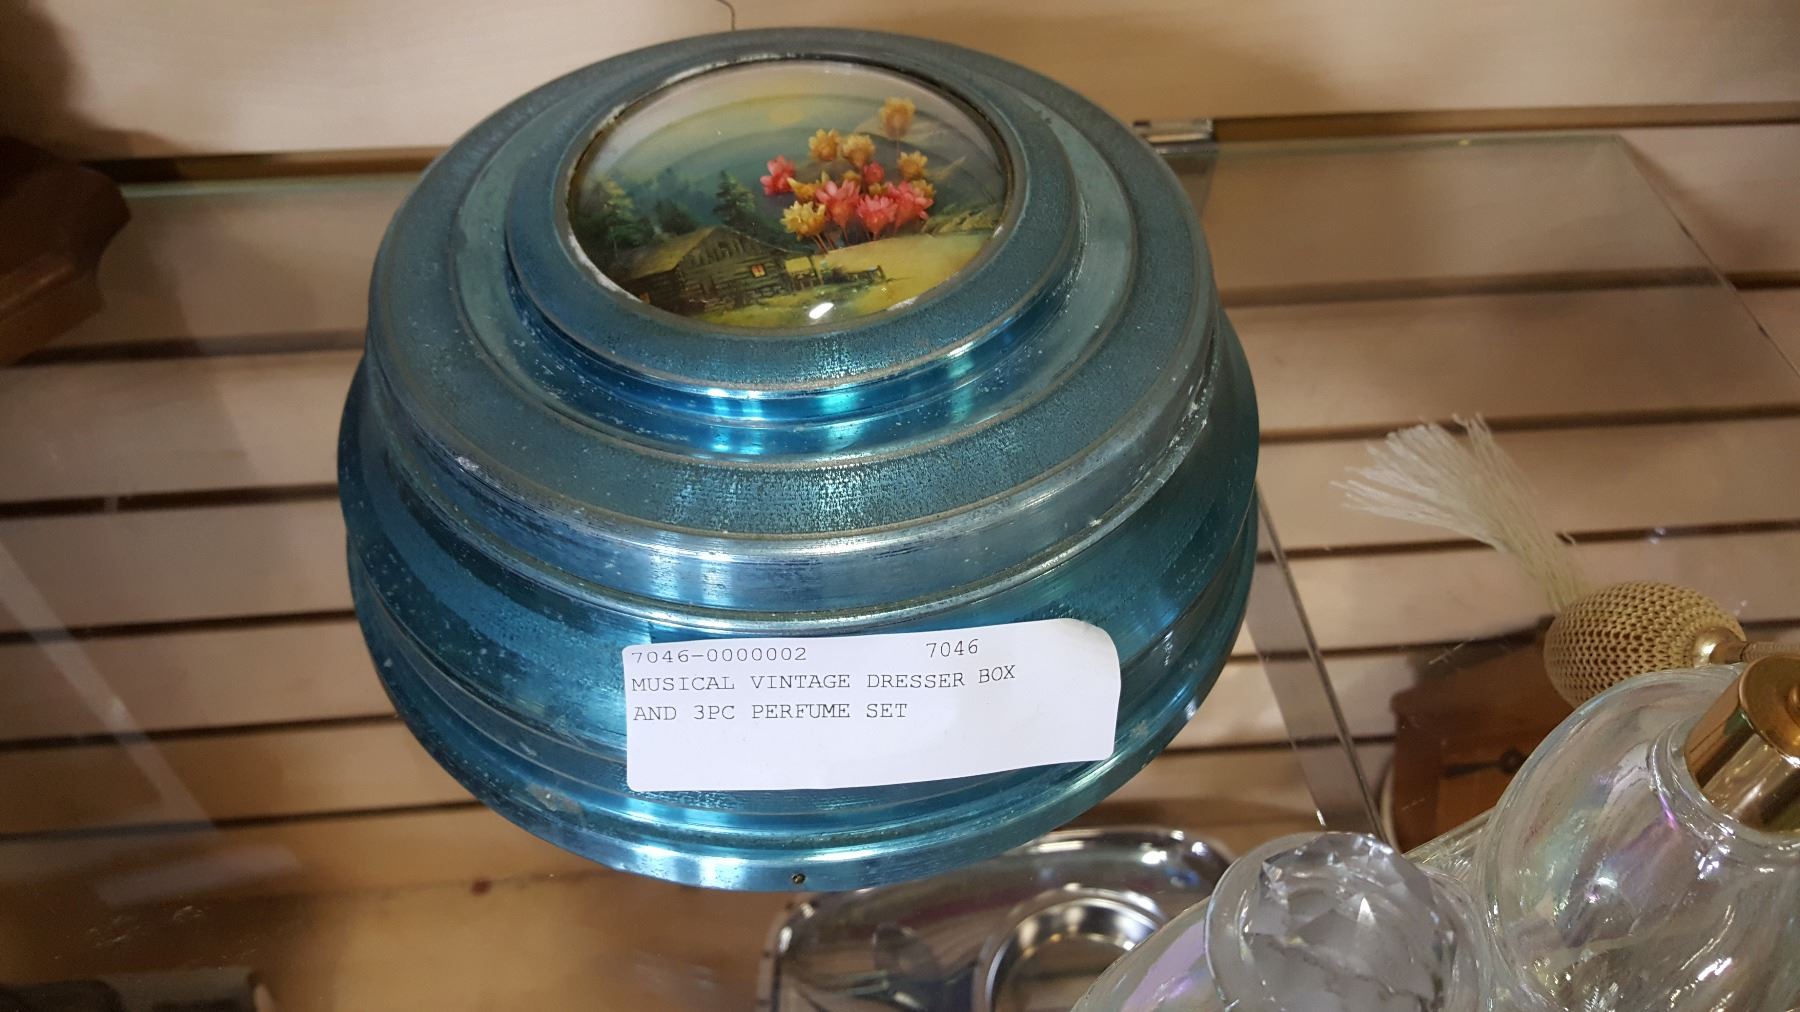 7046-0000002 7046
MUSICAL VINTAGE DRESSER BOX
AND 3PC PERFUME SET